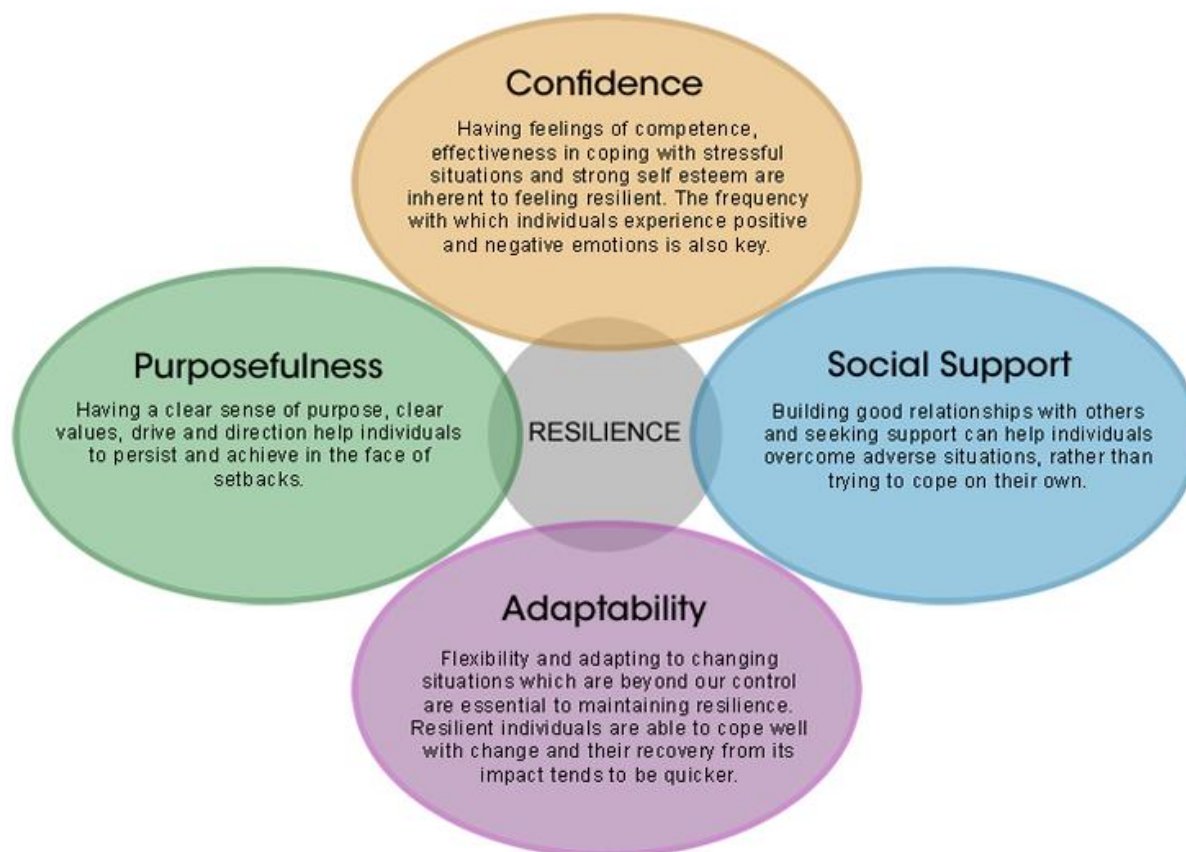 Confidence
Having feelings of competence,
effectiveness in coping with stressful
situations and strong self esteem are
inherent to feeling resilient. The frequency
with which individuals experience positive
and negative emotions is also key.
Purposefulness
Having a clear sense of purpose, clear
values, drive and direction help individuals
to persist and achieve in the face of
setbacks.
RESILIENCE
Social Support
Building good relationships with others
and seeking support can help individuals
overcome adverse situations, rather than
trying to cope on their own.
Adaptability
Flexibility and adapting to changing
situations which are beyond our control
are essential to maintaining resilience.
Resilient individuals are able to cope well
with change and their recovery from its
impact tends to be quicker.